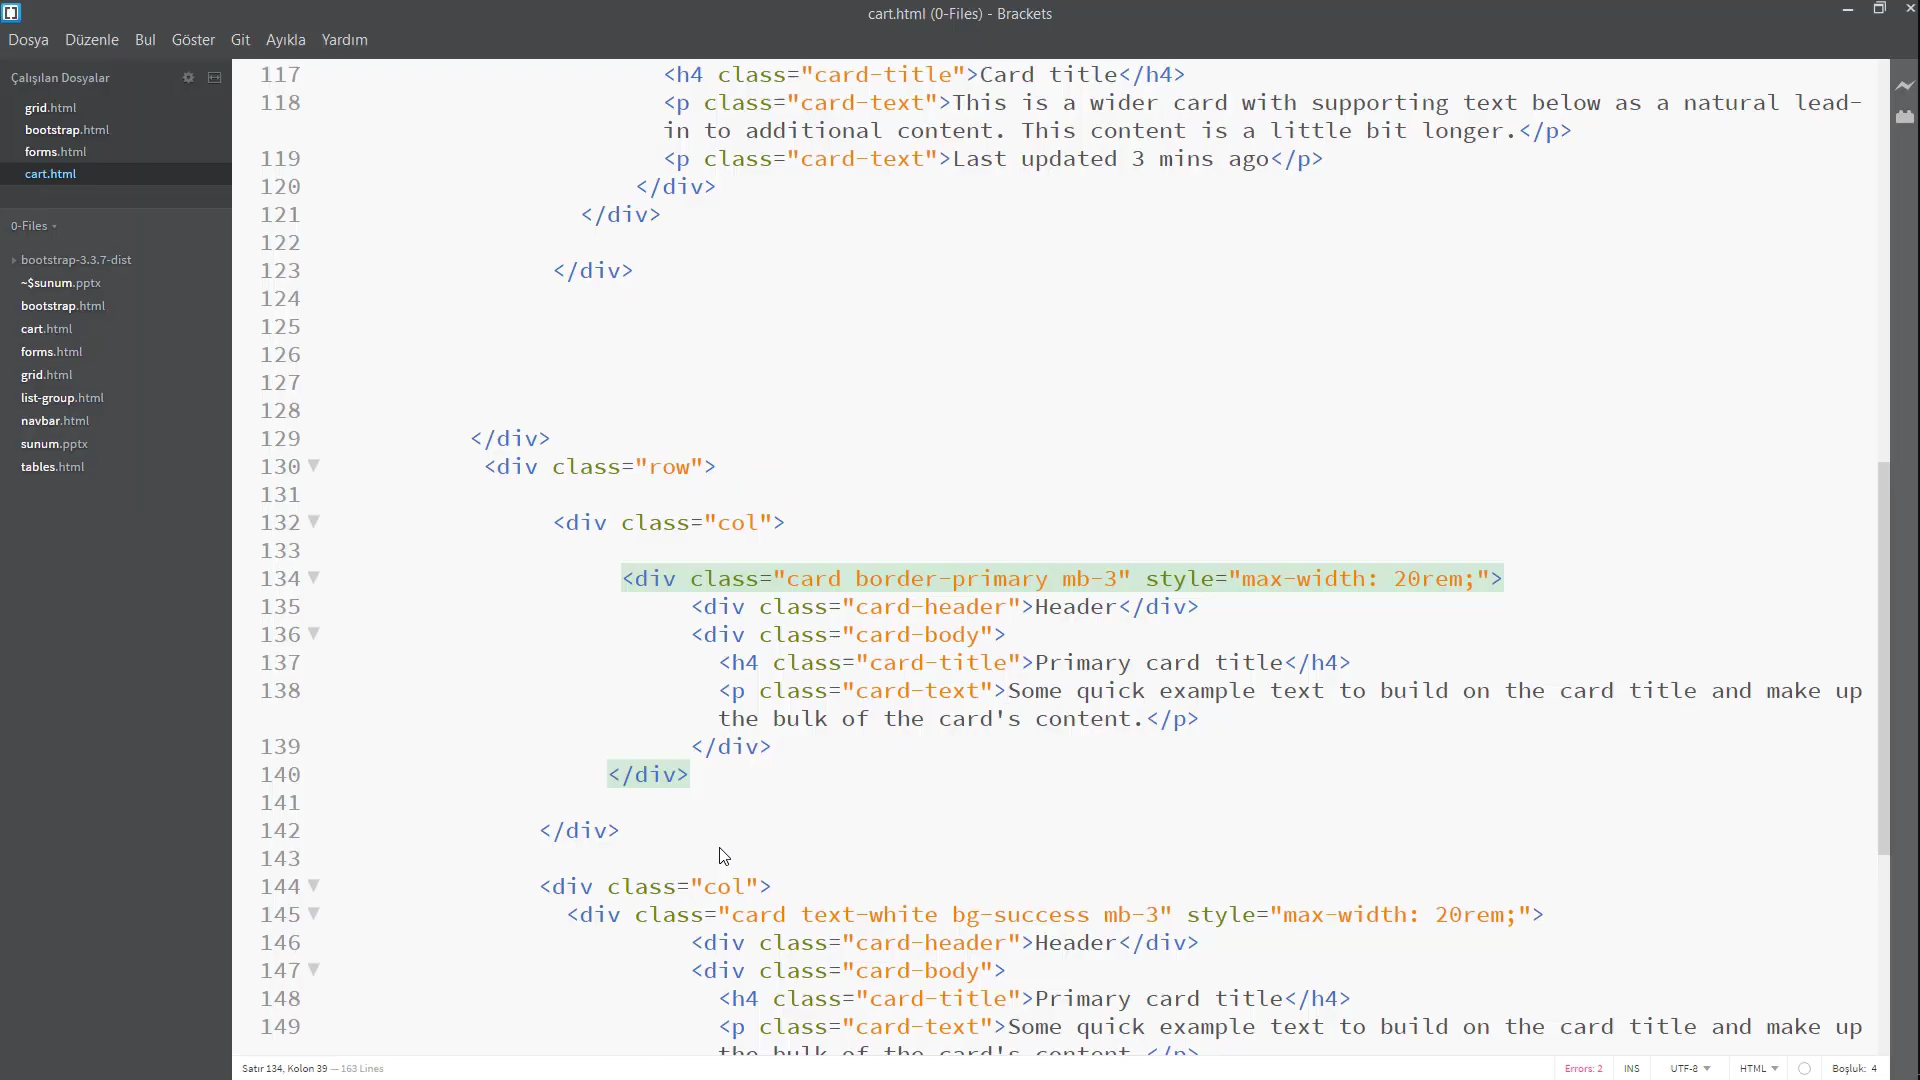 cart.html (0-Files) - Brackets
Dosya Düzenle Bul Göster Git Ayıkla Yardım
Çalışılan Dosyalar
grid.html
bootstrap.html
forms.html
cart.html
0-Files
bootstrap-3.3.7-dist
~$sunum.pptx
bootstrap.html
cart.html
forms.html
grid.html
list-group.html
navbar.html
sunum.pptx
tables.html
117 <h4 class="card-title">Card title</h4>
118 <p class="card-text">This is a wider card with supporting text below as a natural lead-
in to additional content. This content is a little bit longer.</p>
119 <p class="card-text">Last updated 3 mins ago</p>
120 </div>
121 </div>
122
123 </div>
124
125
126
127
128
129 </div>
130 <div class="row">
131
132 <div class="col">
133
134 <div class="card border-primary mb-3" style="max-width: 20rem;">
135 <div class="card-header">Header</div>
136 <div class="card-body">
137 <h4 class="card-title">Primary card title</h4>
138 <p class="card-text">Some quick example text to build on the card title and make up
the bulk of the card's content.</p>
139 </div>
140 </div>
141
142 </div>
143
144 <div class="col">
145 <div class="card text-white bg-success mb-3" style="max-width: 20rem;">
146 <div class="card-header">Header</div>
147 <div class="card-body">
148 <h4 class="card-title">Primary card title</h4>
149 <p class="card-text">Some quick example text to build on the card title and make up
the bulk of the card's content.</p>
Satır 134, Kolon 39 — 163 Lines
Errors: 2 INS UTF-8 HTML Boşluk: 4